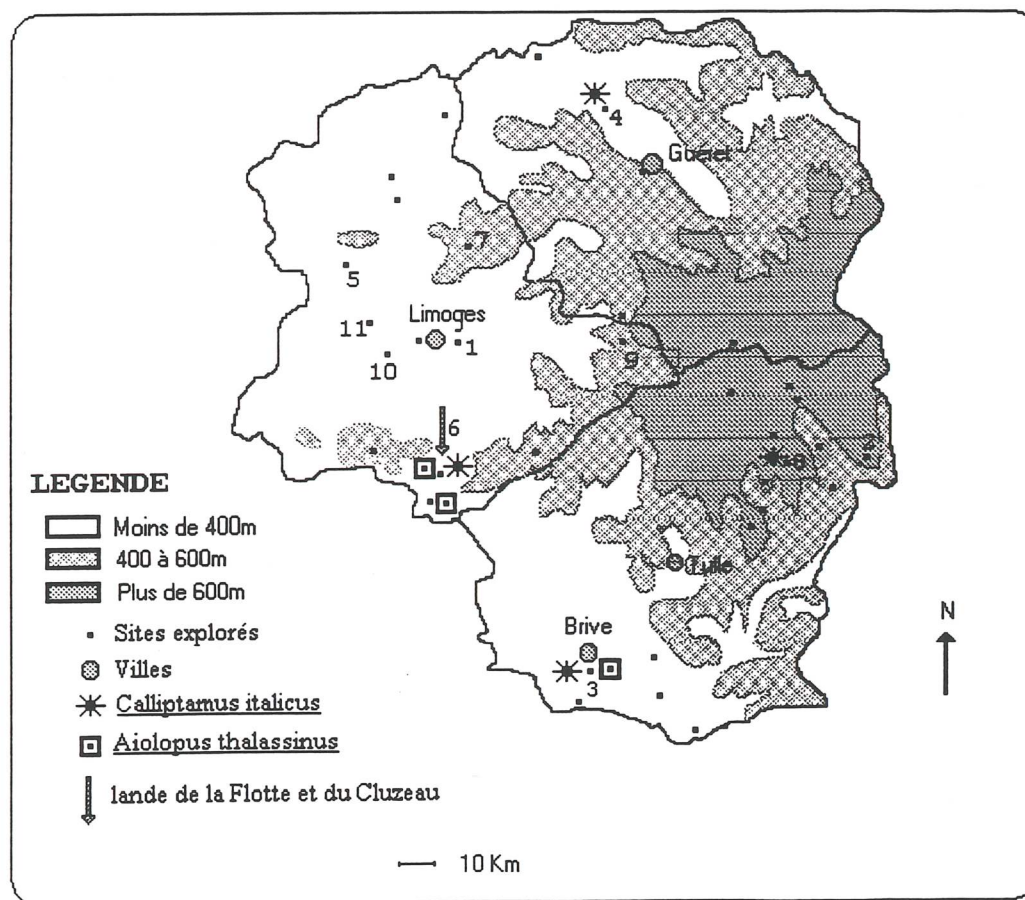 4
Guéret
7
5
11
Limoges
1
10
9
6
2
8
LEGENDE
Moins de 400m
400 à 600m
Plus de 600m
Sites explorés
Villes
Calliptamus italicus
Aiolopus thalassinus
lande de la Flotte et du Cluzeau
Tulle
Brive
3
N
10 Km